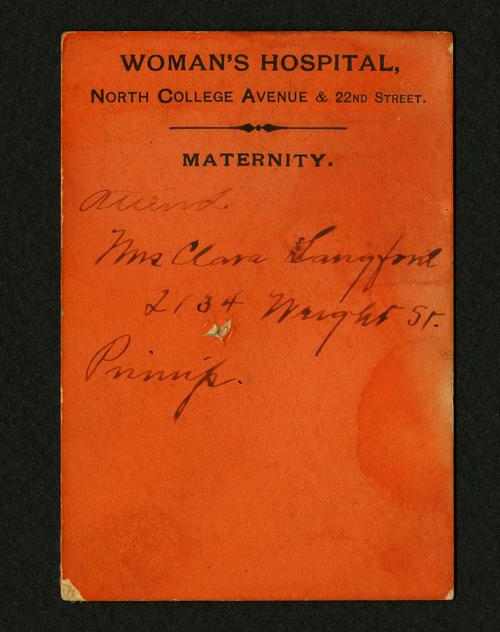 WOMAN'S HOSPITAL,
NORTH COLLEGE AVENUE & 22ND STREET.
MATERNITY.
Attend
Mrs Clara Langford
2134 Wright St.
Primip.